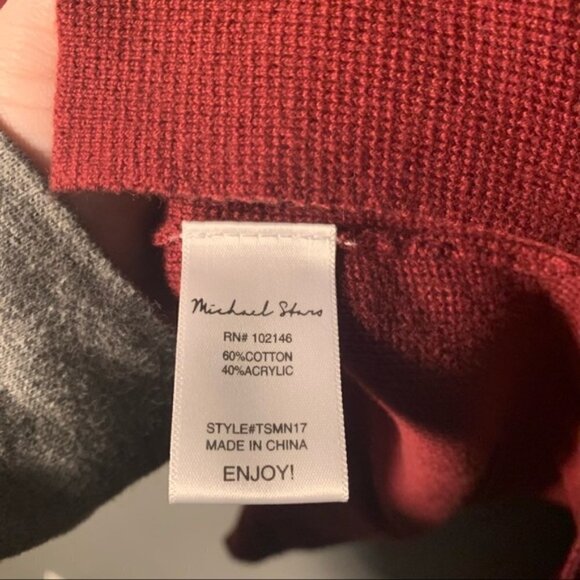 Michael Stars
RN# 102146
60%COTTON
40%ACRYLIC
STYLE#TSMN17
MADE IN CHINA
ENJOY!